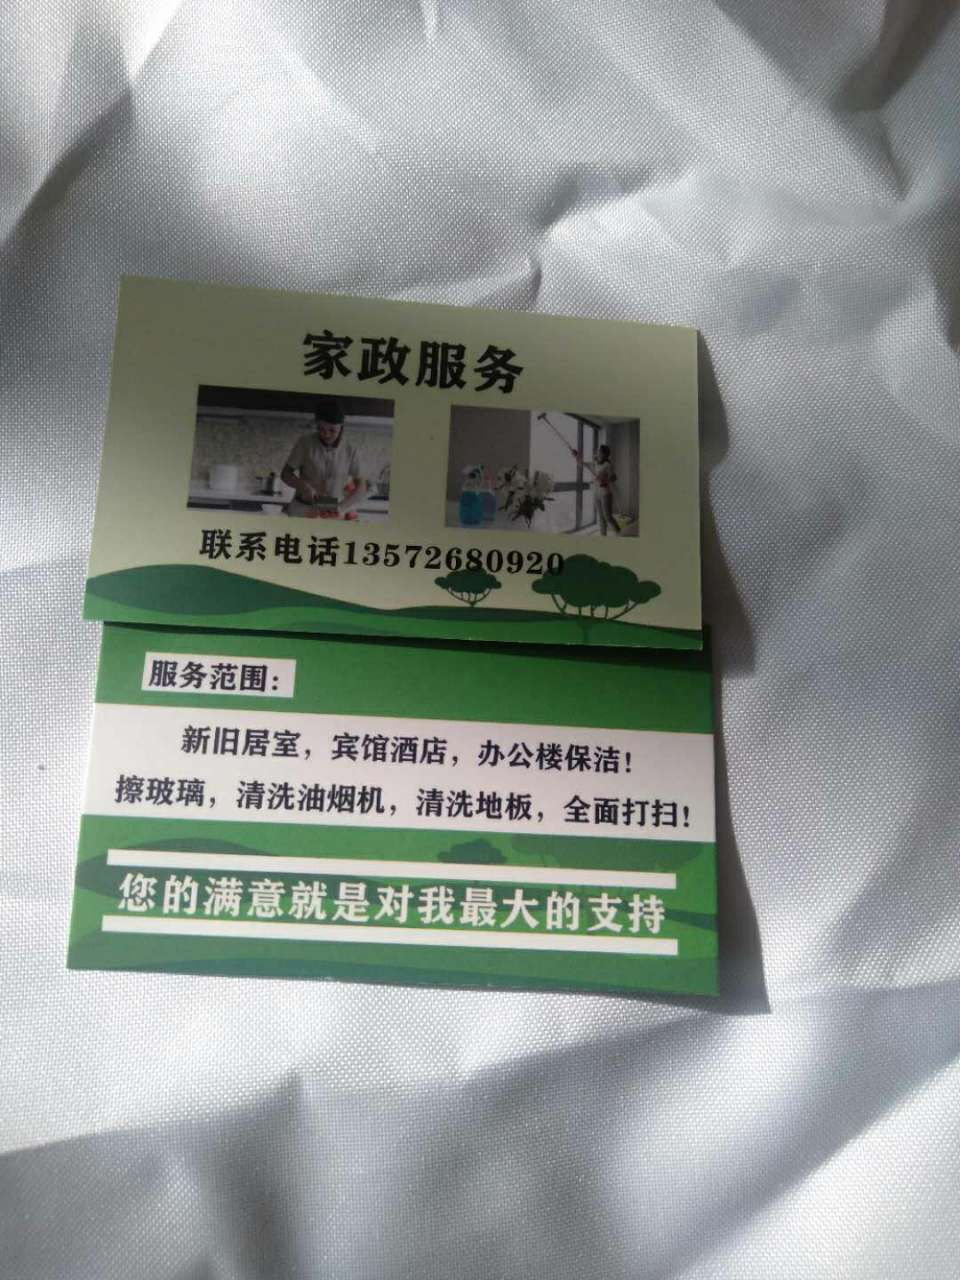 家政服务
联系电话13572680920
服务范围：
新旧居室，宾馆酒店，办公楼保洁！
擦玻璃，清洗油烟机，清洗地板，全面打扫！
您的满意就是对我最大的支持